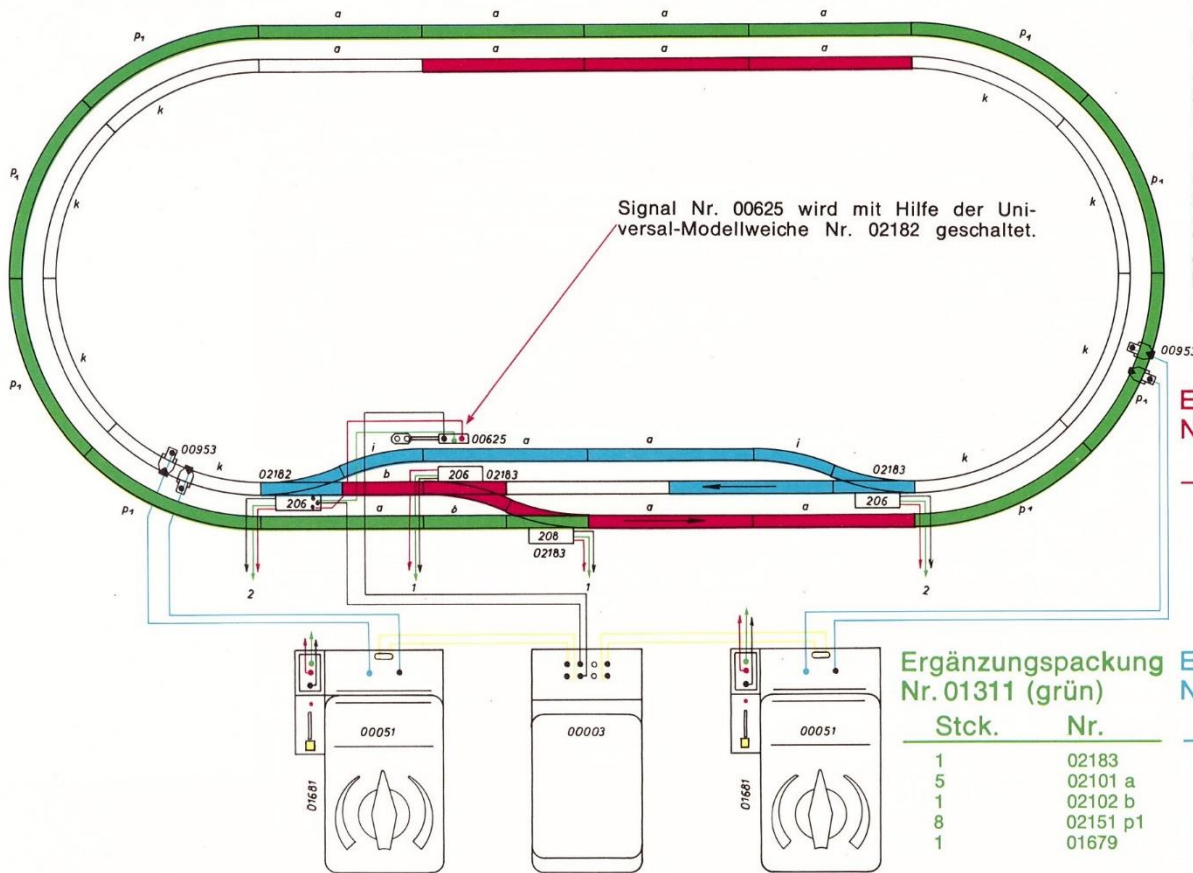 a a a a
p₁ p₁
a a a a
k k
p₁ p₁
k k
Signal Nr. 00625 wird mit Hilfe der Uni-
versal-Modellweiche Nr. 02182 geschaltet.
k k
p₁ p₁
00953
E
N
00953 k 02182 i a a i 02183 k
00625
b 206 02183
206 206
p₁ a b 208 a a p₁
02183
2 1 1 2
00051 00003 00051
01681 01681
Ergänzungspackung
Nr. 01311 (grün)
Stck. Nr.
1 02183
5 02101 a
1 02102 b
8 02151 p1
1 01679
E
N